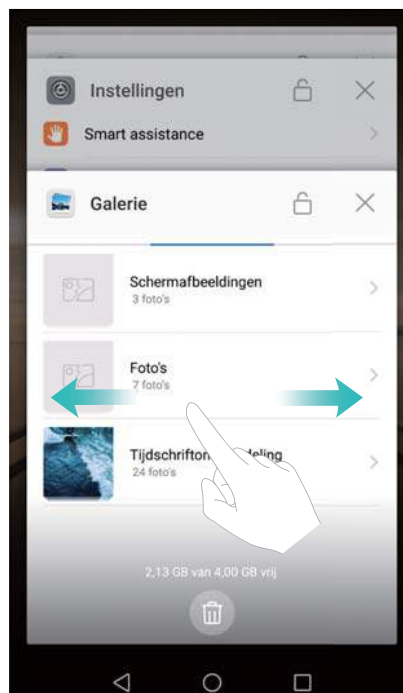 Instellingen
Smart assistance
Galerie
Schermafbeeldingen
3 foto's
Foto's
7 foto's
24 foto's
2,13 GB van 4,00 GB vrij